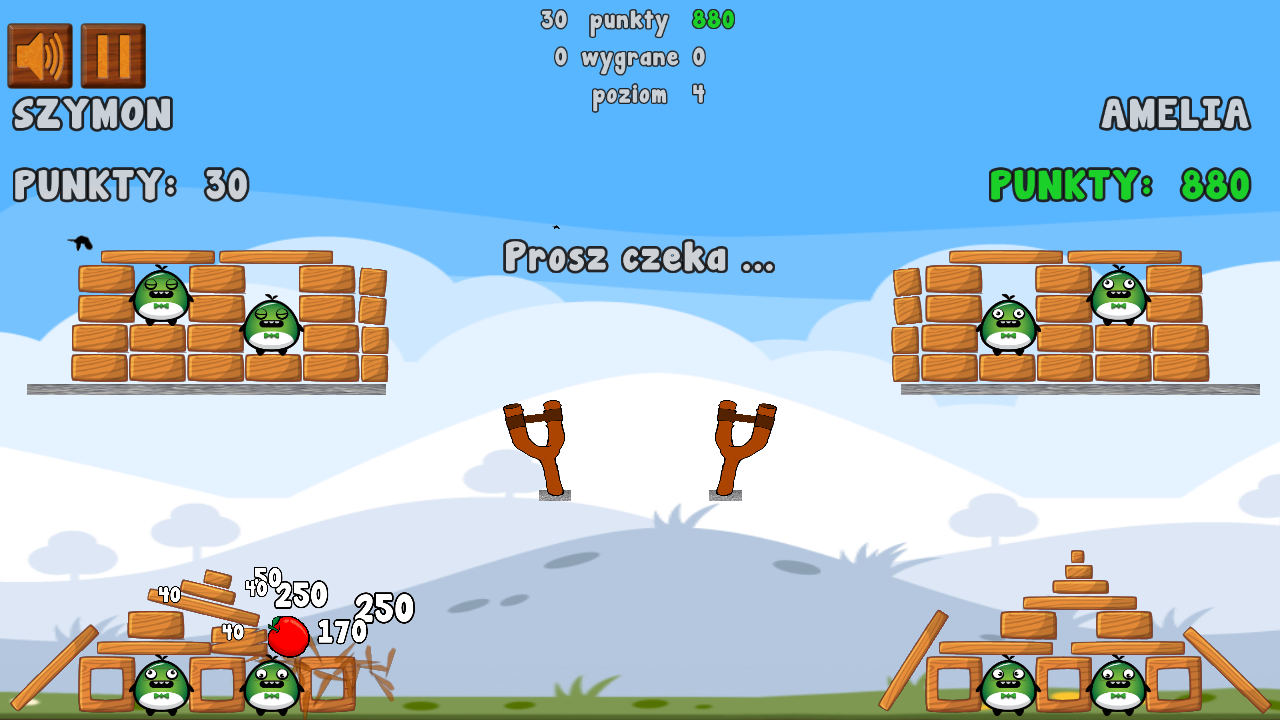 30 punkty 880
0 wygrane 0
poziom 4
SZYMON
AMELIA
PUNKTY: 30
PUNKTY: 880
Prosz czeka ...
50
40
40
250
250
40
170